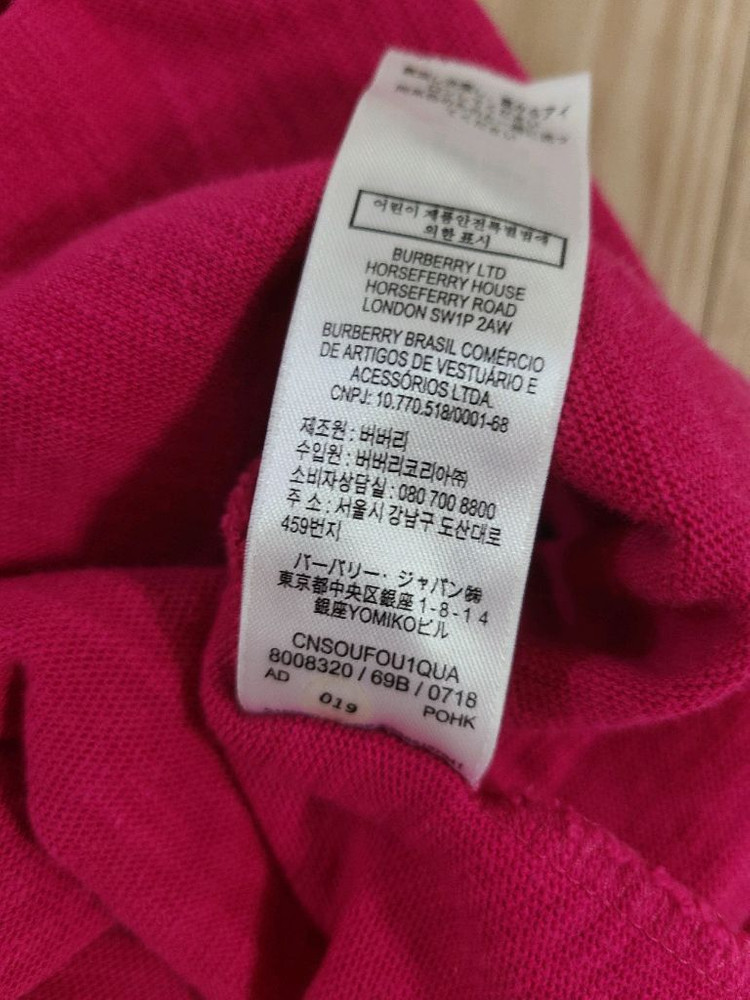 어린이 제품안전특별법에
의한 표시
BURBERRY LTD
HORSEFERRY HOUSE
HORSEFERRY ROAD
LONDON SW1P 2AW
BURBERRY BRASIL COMÉRCIO
DE ARTIGOS DE VESTUÁRIO E
ACESSÓRIOS LTDA.
CNPJ: 10.770.518/0001-68
제조원 : 버버리
수입원 : 버버리코리아㈜
소비자상담실 : 080 700 8800
주 소 : 서울시 강남구 도산대로
459번지
バーバリー・ジャパン㈱
東京都中央区銀座1-8-14
銀座YOMIKOビル
CNSOUFOU1QUA
8008320 / 69B / 0718
AD 019 POHK